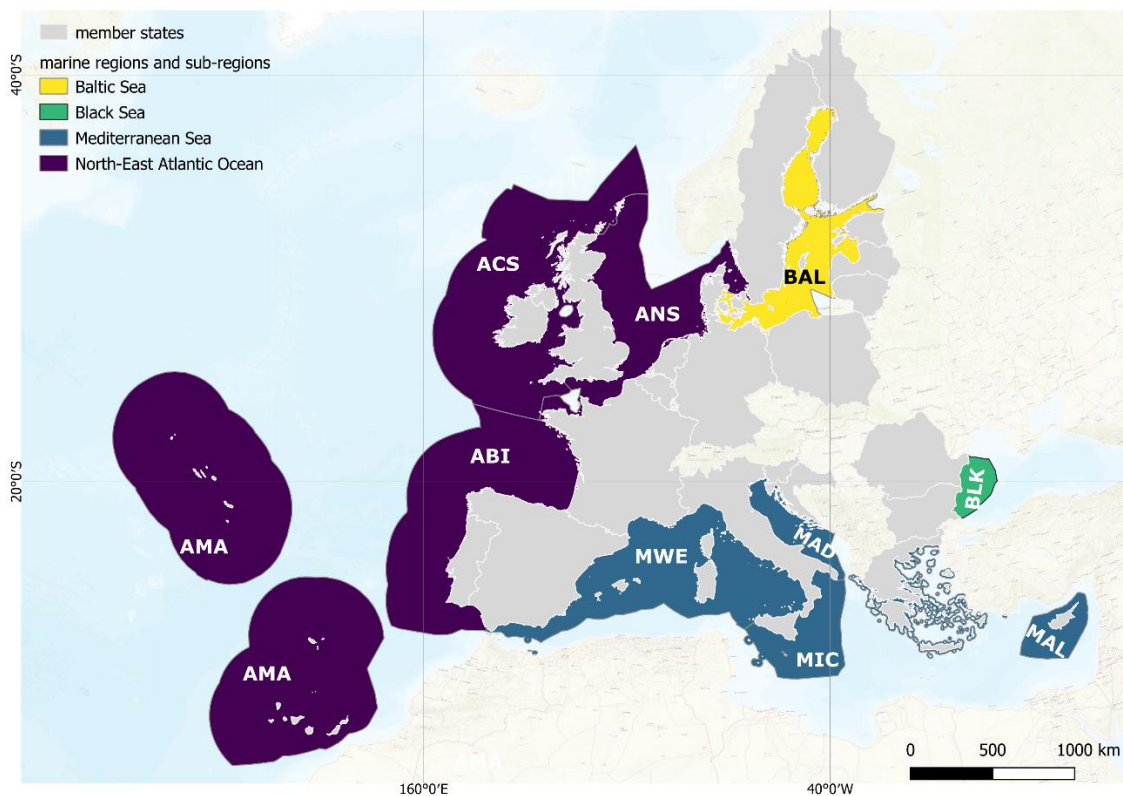 member states
marine regions and sub-regions
Baltic Sea
Black Sea
Mediterranean Sea
North-East Atlantic Ocean
40°0'S
20°0'S
ACS
ANS
BAL
ABI
AMA
BLK
MWE
MAD
AMA
MIC
MAL
AMA
0 500 1000 km
160°0'E
40°0'W